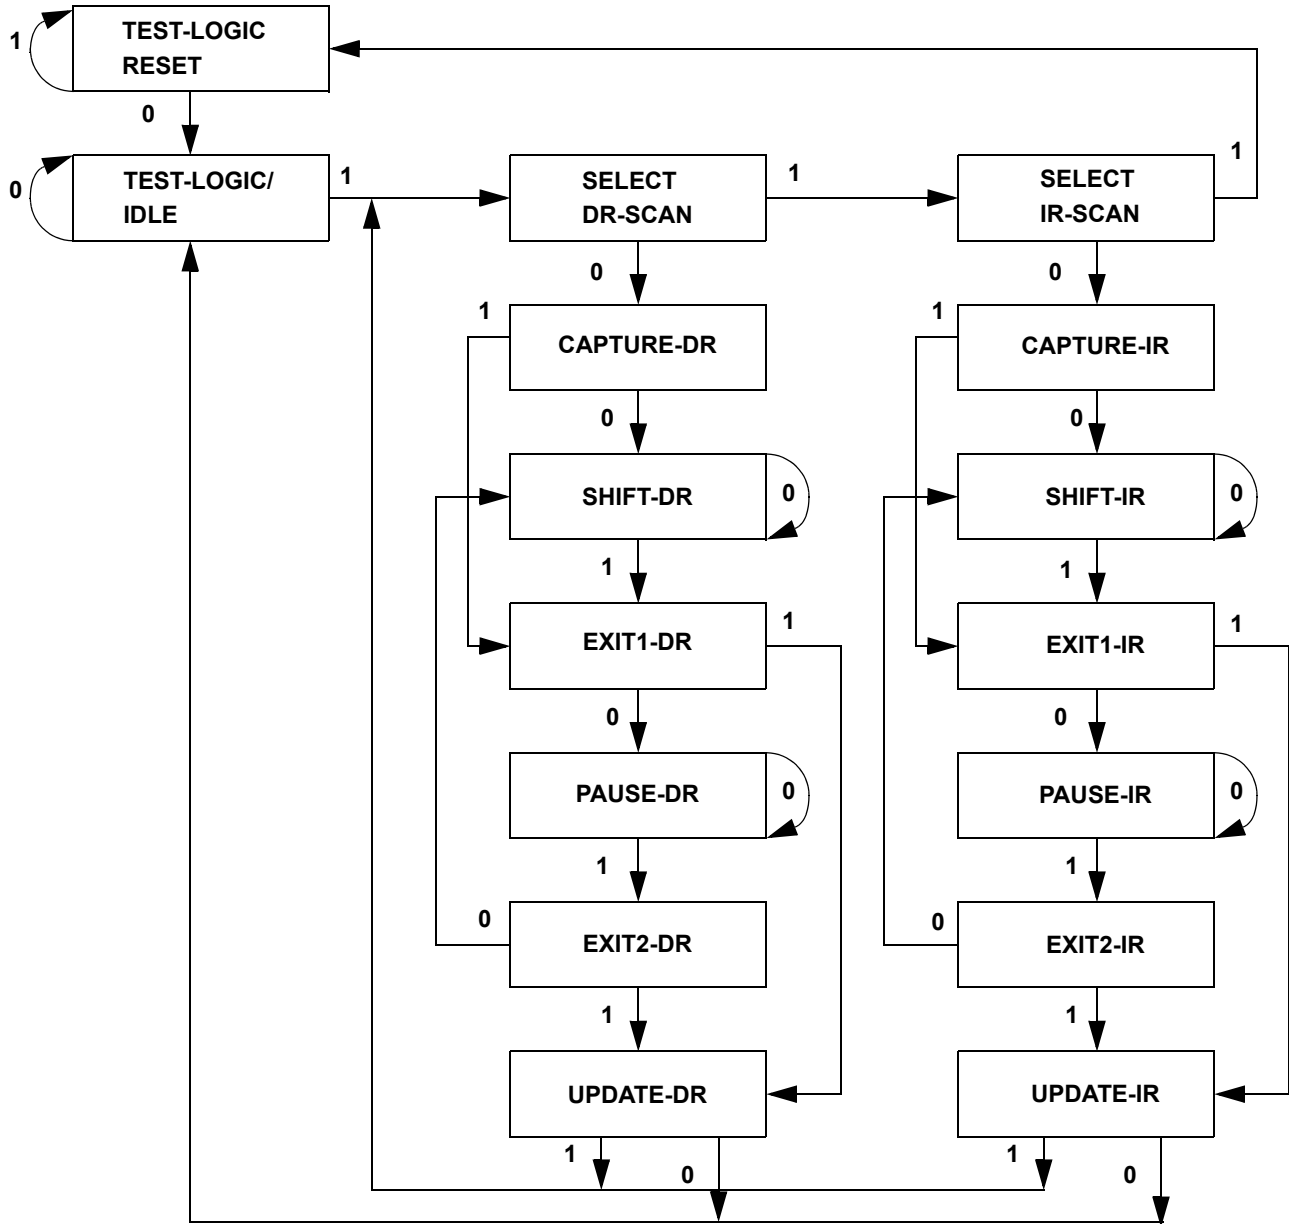 TEST-LOGIC
RESET
1
0
TEST-LOGIC/
IDLE
0
1
SELECT
DR-SCAN
1
SELECT
IR-SCAN
1
0
0
1
CAPTURE-DR
1
CAPTURE-IR
0
0
SHIFT-DR
0
SHIFT-IR
0
1
1
EXIT1-DR
1
EXIT1-IR
1
0
0
PAUSE-DR
0
PAUSE-IR
0
1
1
0
EXIT2-DR
0
EXIT2-IR
1
1
UPDATE-DR
UPDATE-IR
1
0
1
0